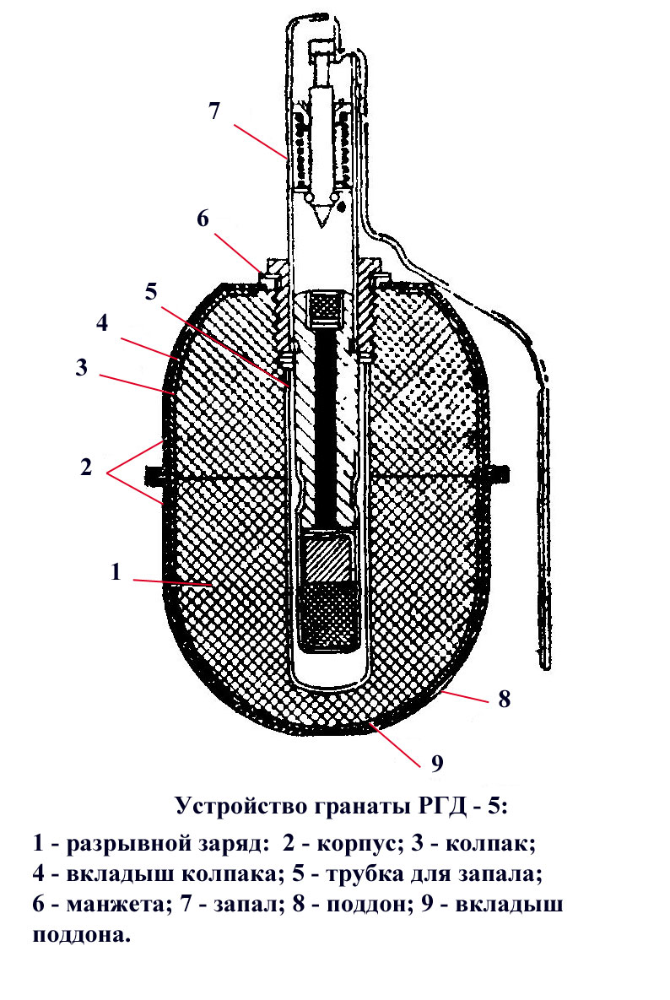 7
6
5
4
3
2
1
8
9
Устройство гранаты РГД - 5:
1 - разрывной заряд:  2 - корпус; 3 - колпак;
4 - вкладыш колпака; 5 - трубка для запала;
6 - манжета; 7 - запал; 8 - поддон; 9 - вкладыш
поддона.